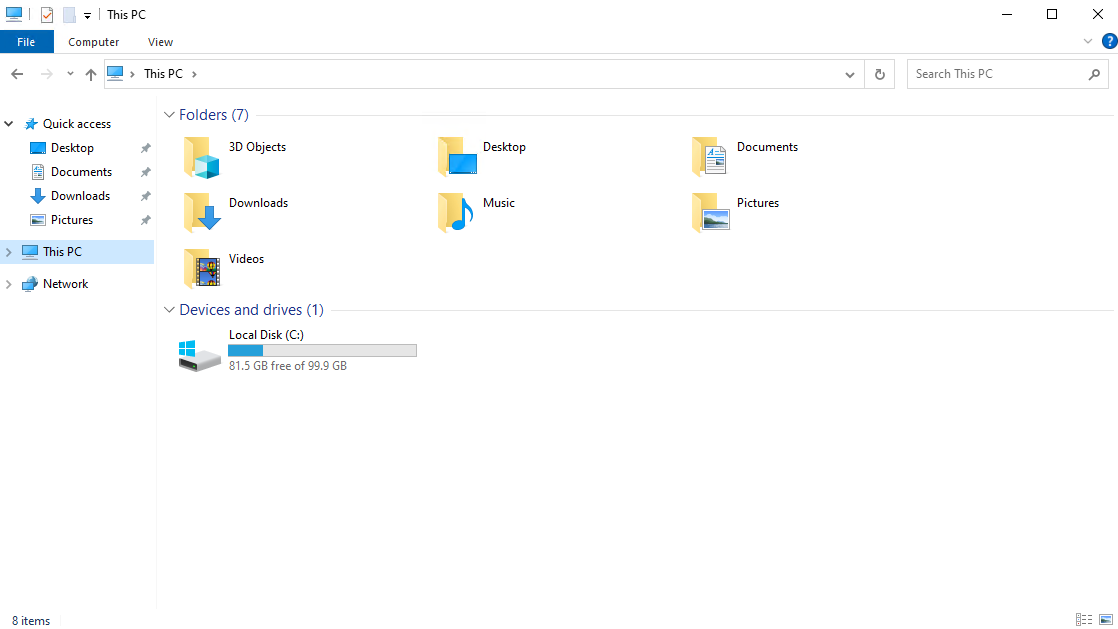 This PC
File
Computer
View
?
This PC
Search This PC
Quick access
Desktop
Documents
Downloads
Pictures
This PC
Network
Folders (7)
3D Objects
Desktop
Documents
Downloads
Music
Pictures
Videos
Devices and drives (1)
Local Disk (C:)
81.5 GB free of 99.9 GB
8 items